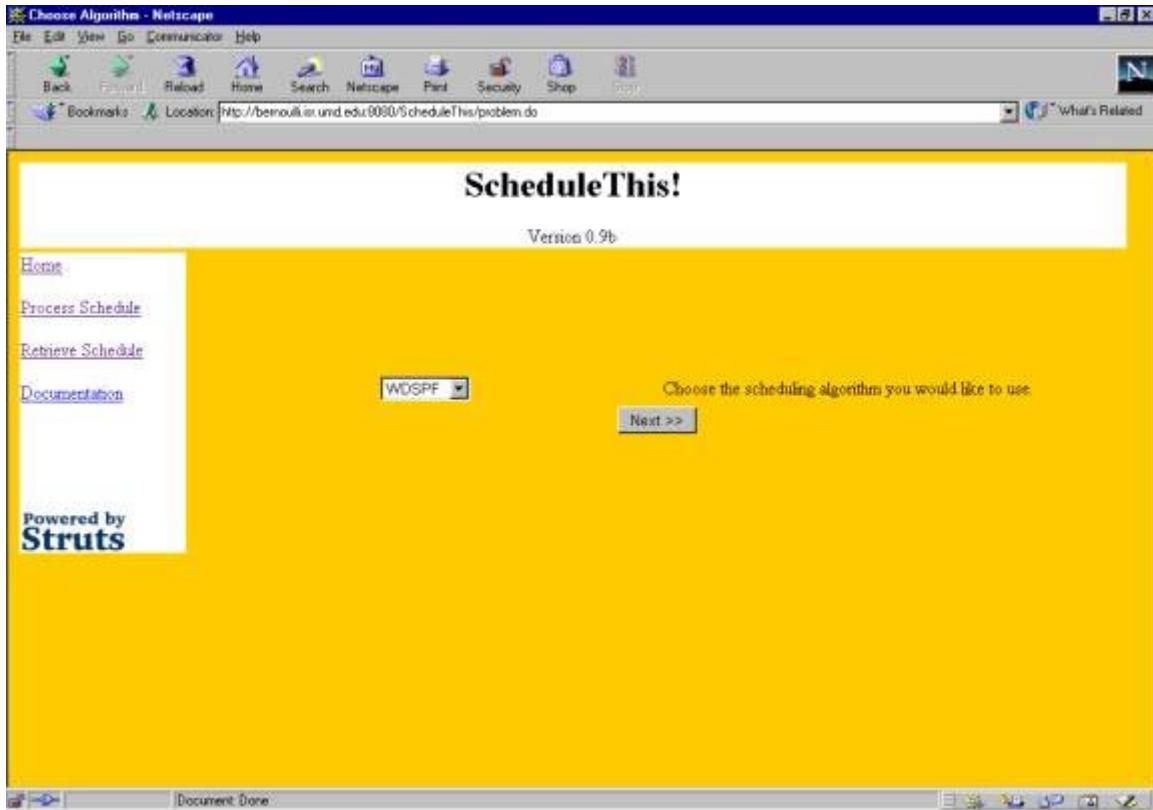 Choose Algorithm - Netscape
File Edit View Go Communicator Help
Back Forward Reload Home Search Netscape Print Security Shop Stop
Bookmarks Location: http://bernoulli.isr.umd.edu:8080/ScheduleThis/problem.do What's Related
ScheduleThis!
Version 0.9b
Home
Process Schedule
Retrieve Schedule
Documentation
WDSPF
Choose the scheduling algorithm you would like to use.
Next >>
Powered by
Struts
Document: Done